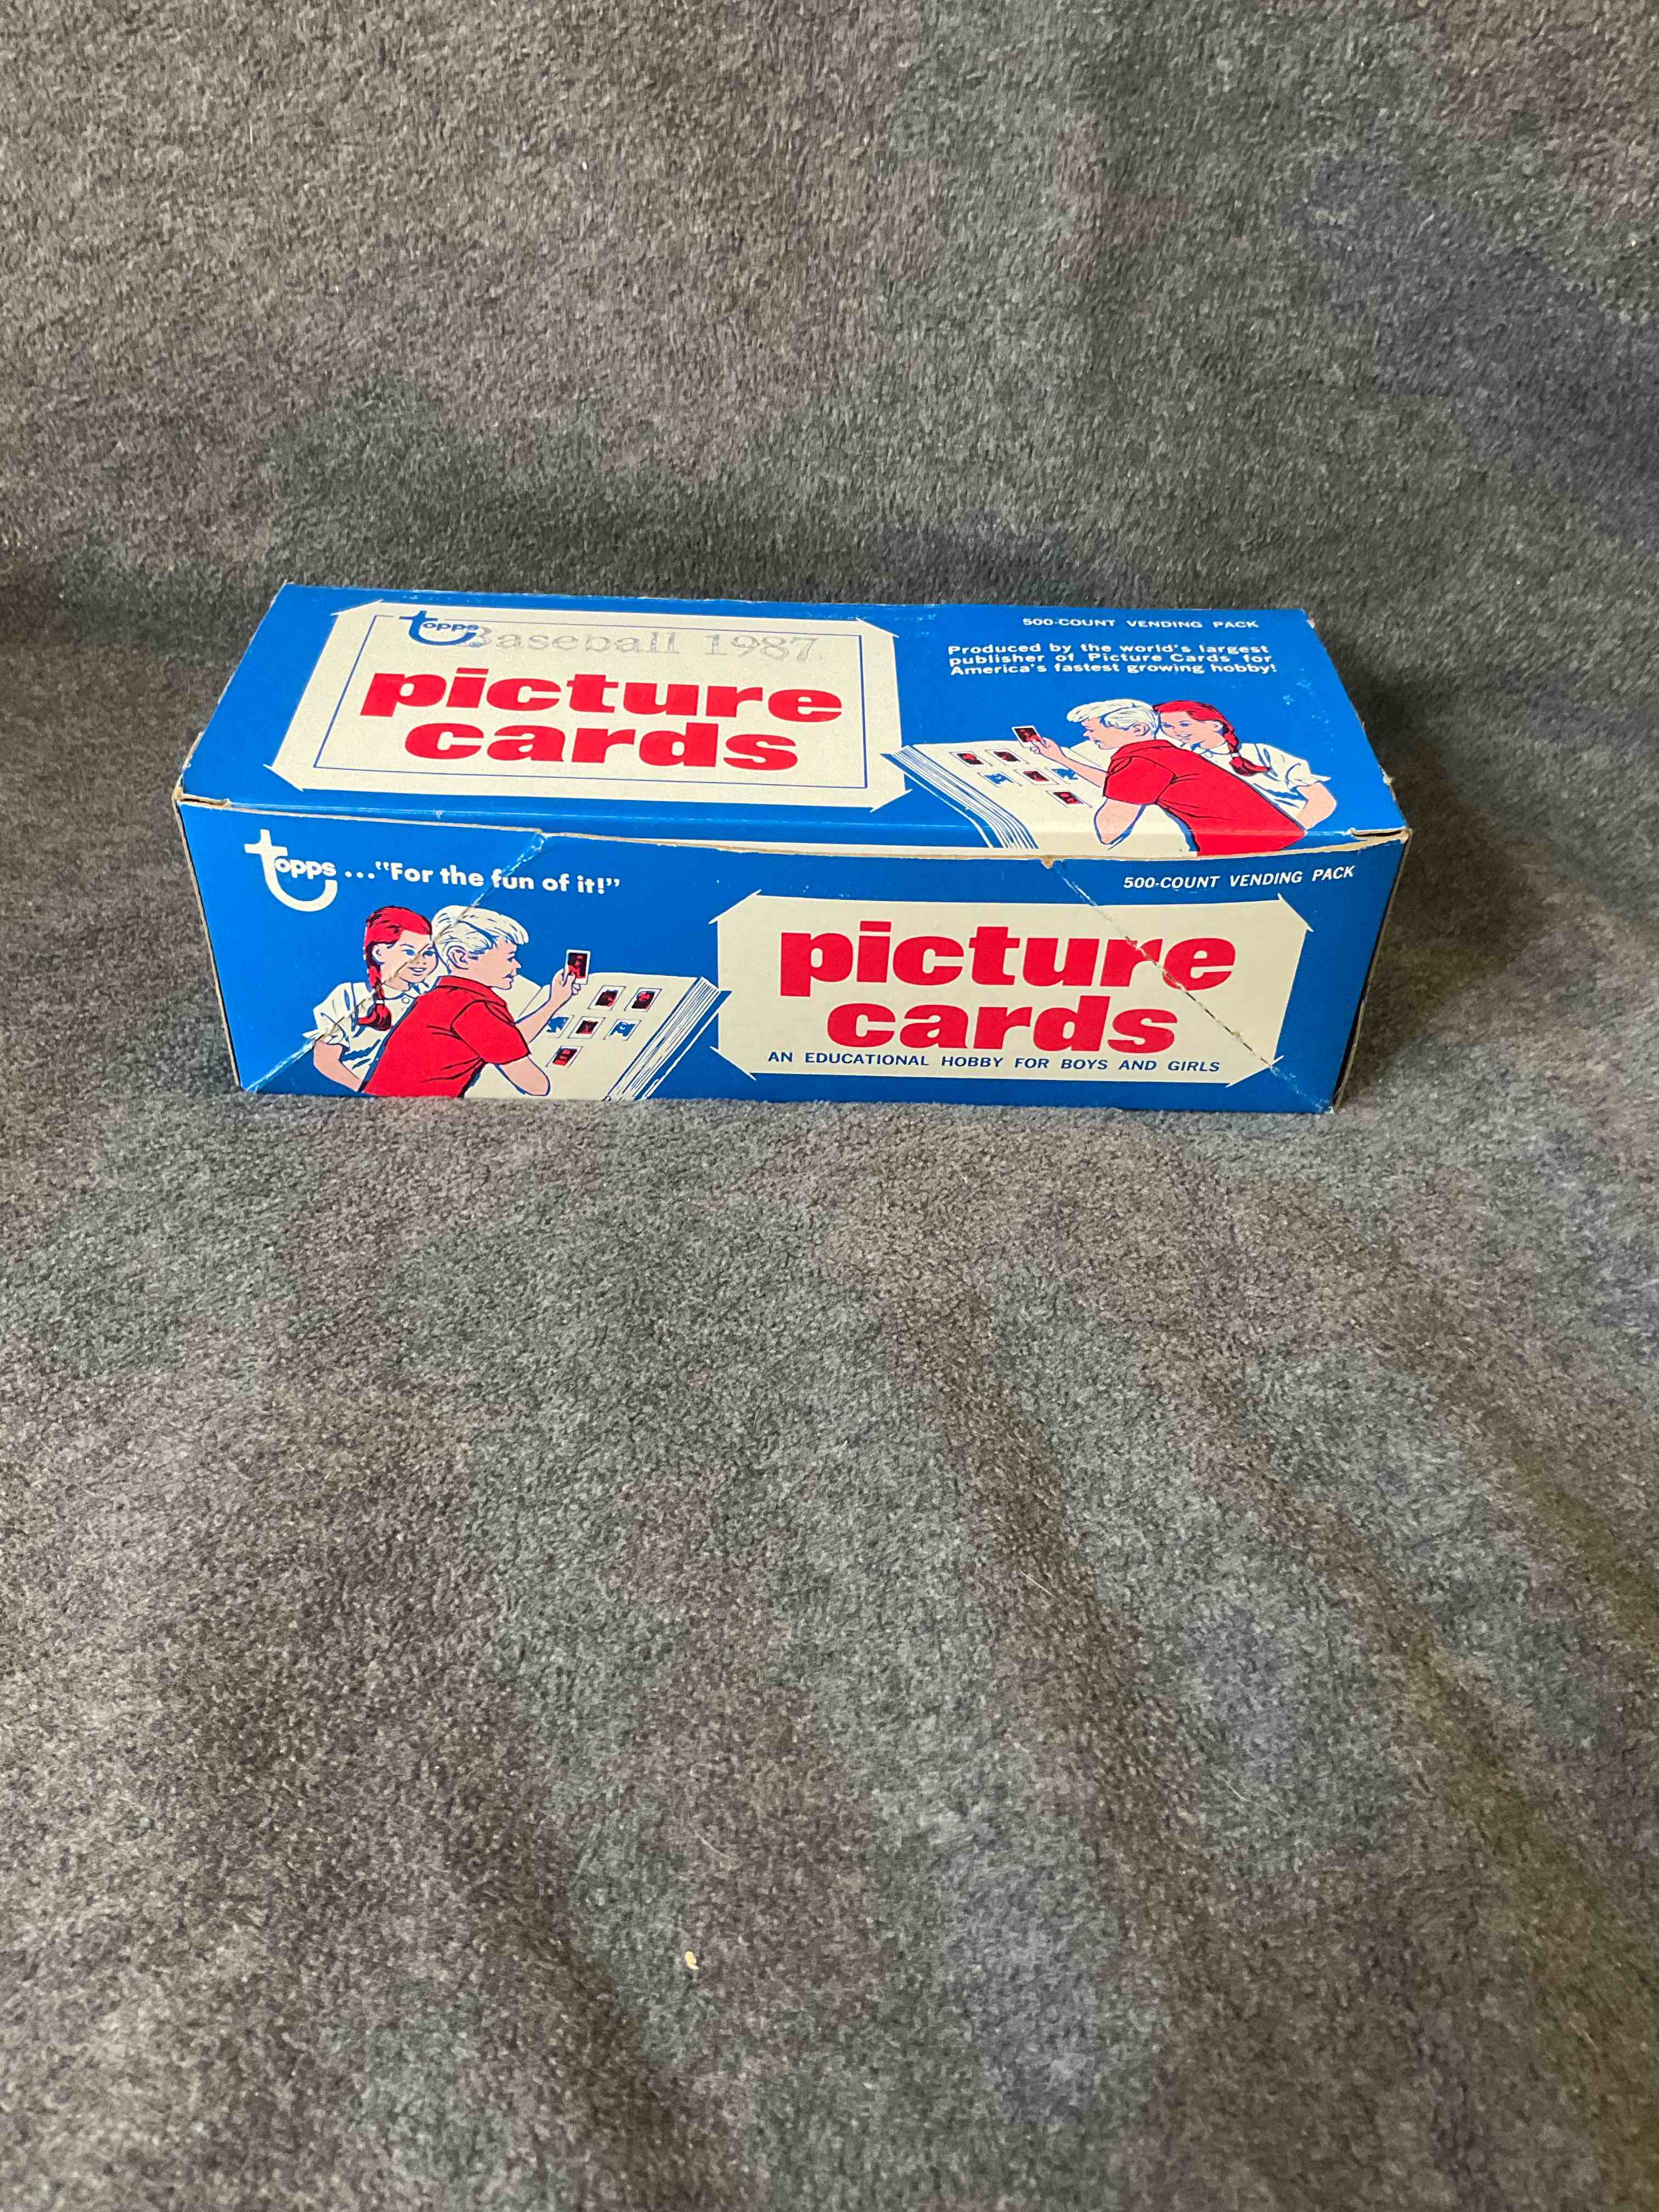 topps
Baseball 1987
picture
cards
500-COUNT VENDING PACK
Produced by the world's largest
publisher of Picture Cards for
America's fastest growing hobby!
topps ..."For the fun of it!"
500-COUNT VENDING PACK
picture
cards
AN EDUCATIONAL HOBBY FOR BOYS AND GIRLS